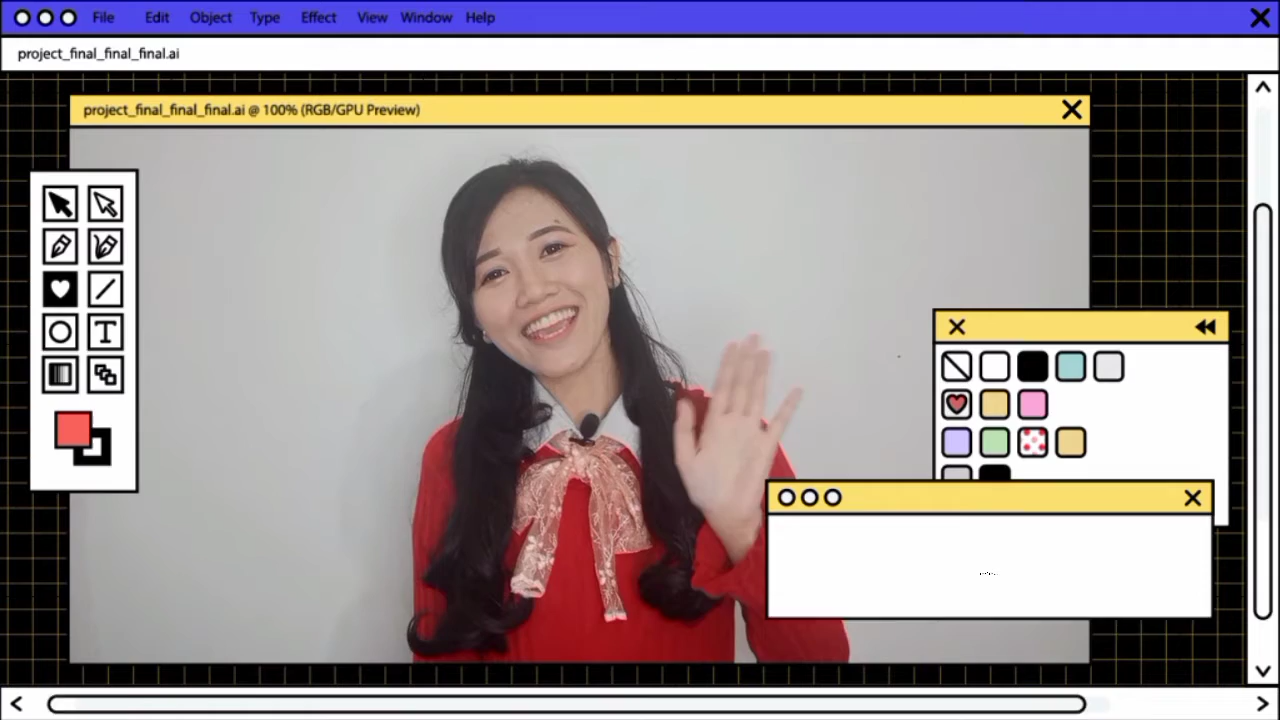 File Edit Object Type Effect View Window Help
project_final_final_final.ai
project_final_final_final.ai @ 100% (RGB/GPU Preview)
T